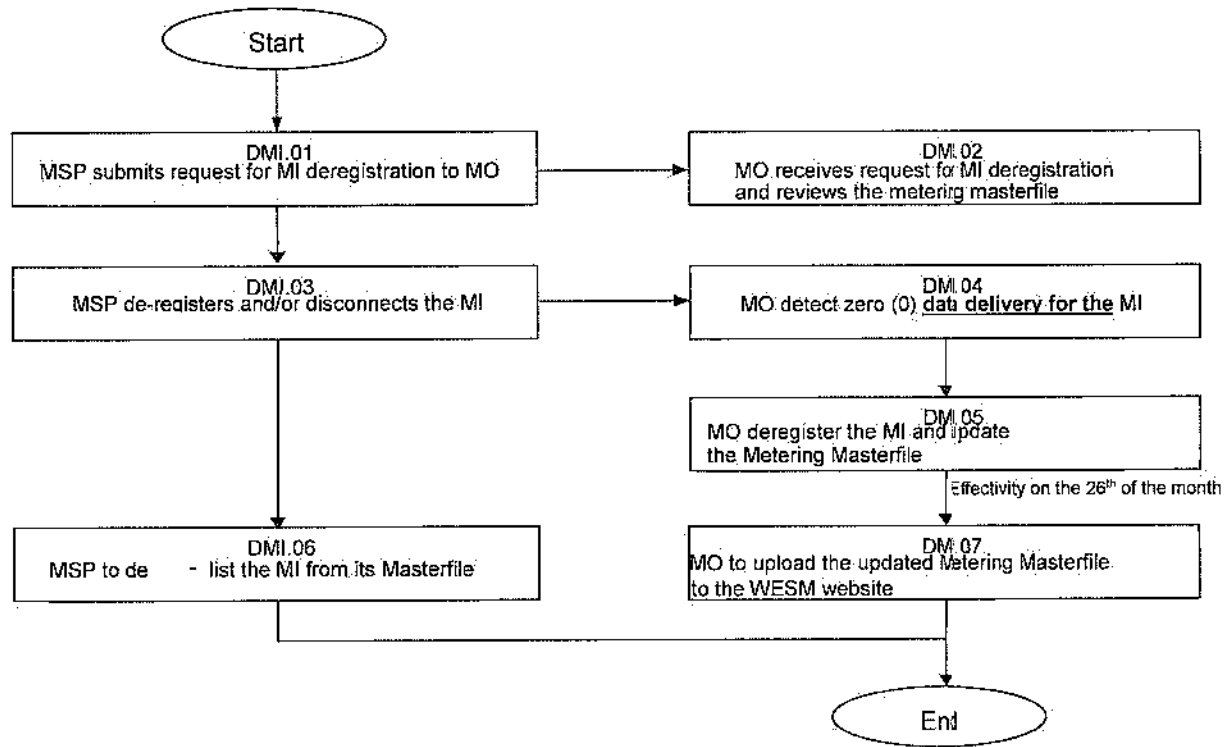 Start
DMI.01
MSP submits request for MI deregistration to MO
DMI.02
MO receives request for MI deregistration
and reviews the metering masterfile
DMI.03
MSP de-registers and/or disconnects the MI
DMI.04
MO detect zero (0) data delivery for the MI
DMI.05
MO deregister the MI and update
the Metering Masterfile
Effectivity on the 26th of the month
DMI.06
MSP to de - list the MI from its Masterfile
DMI.07
MO to upload the updated Metering Masterfile
to the WESM website
End